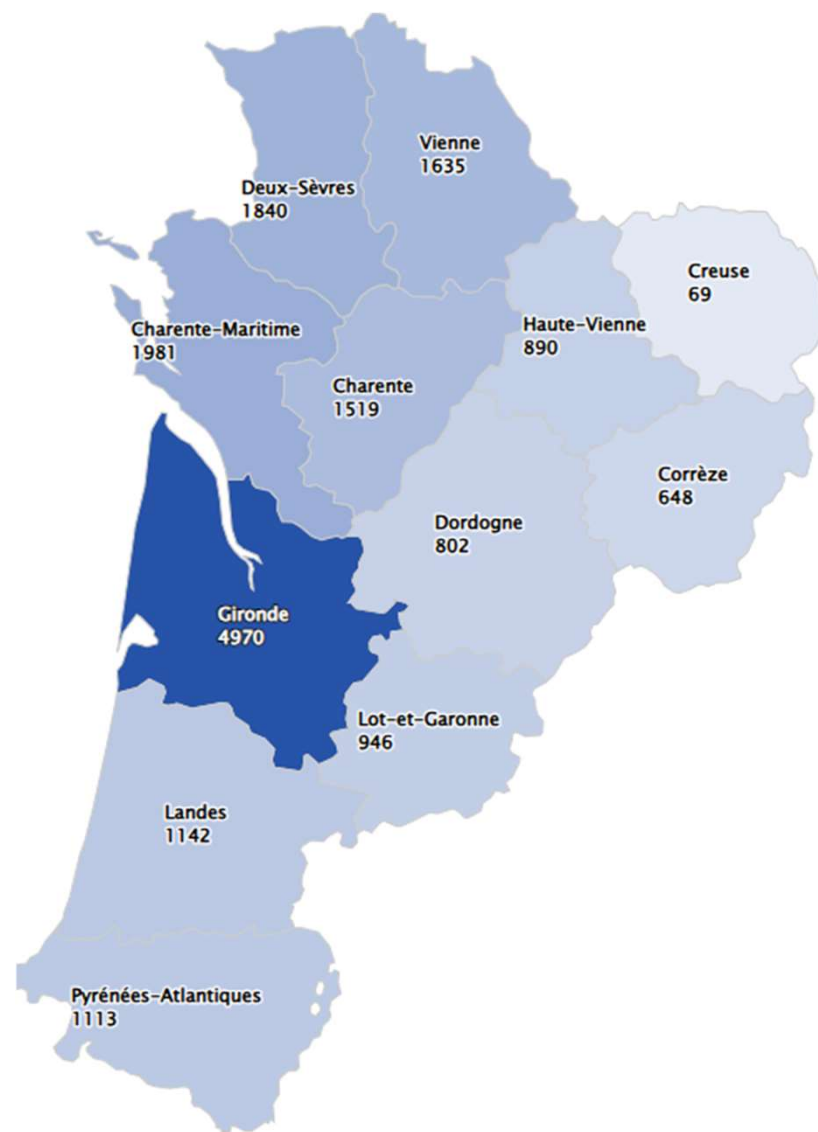 Vienne
1635
Deux-Sèvres
1840
Creuse
69
Charente-Maritime
1981
Haute-Vienne
890
Charente
1519
Corrèze
648
Dordogne
802
Gironde
4970
Lot-et-Garonne
946
Landes
1142
Pyrénées-Atlantiques
1113